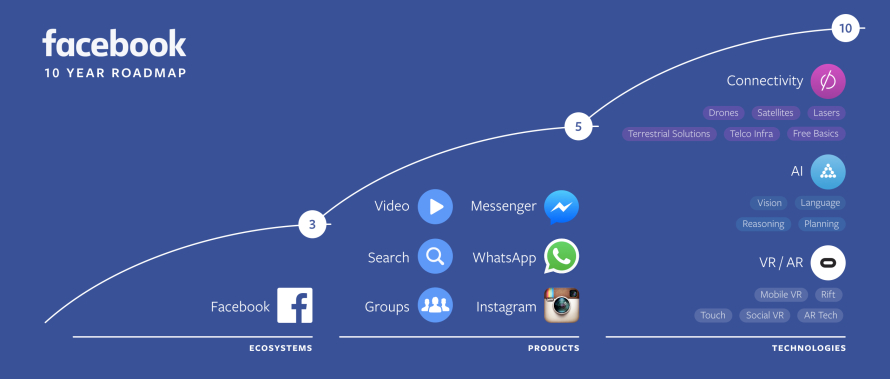 facebook
10 YEAR ROADMAP
3
5
10
Facebook
ECOSYSTEMS
Video
Messenger
Search
WhatsApp
Groups
Instagram
PRODUCTS
Connectivity
Drones Satellites Lasers
Terrestrial Solutions Telco Infra Free Basics
AI
Vision Language
Reasoning Planning
VR / AR
Mobile VR Rift
Touch Social VR AR Tech
TECHNOLOGIES